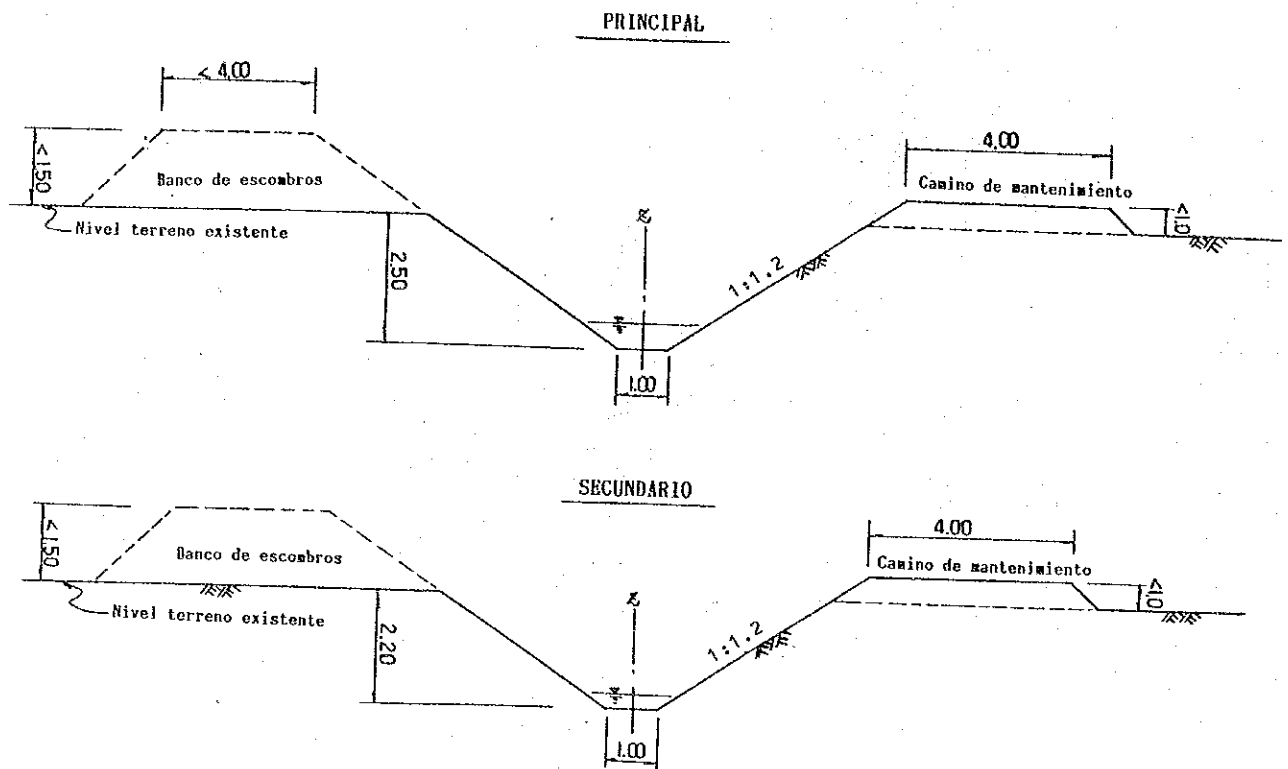 PRINCIPAL
< 4.00
4.00
<1.50
Banco de escombros
Camino de mantenimiento
<1.0
Nivel terreno existente
2.50
1:1.2
1.00
SECUNDARIO
4.00
<1.50
Banco de escombros
Camino de mantenimiento
<1.0
Nivel terreno existente
2.20
1:1.2
1.00